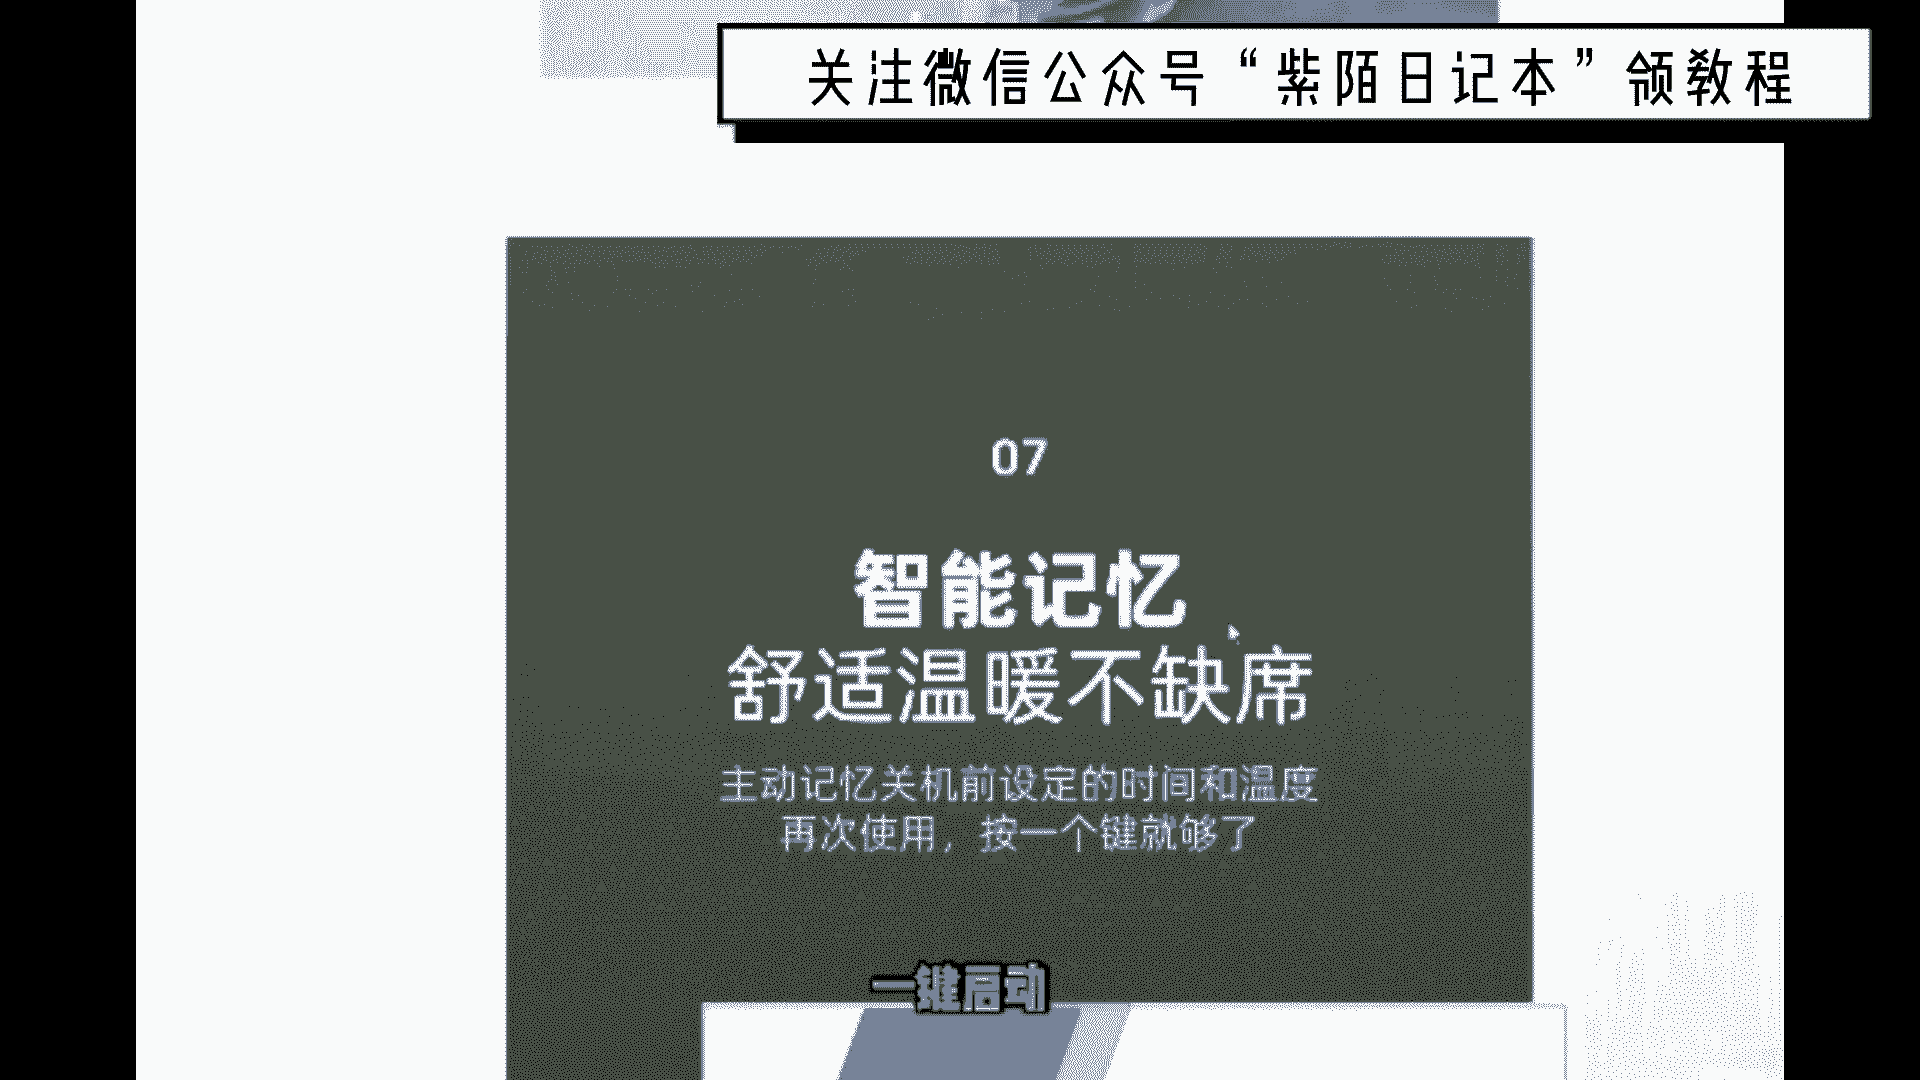 关注微信公众号“紫陌日记本”领教程
07
智能记忆
舒适温暖不缺席
主动记忆关机前设定的时间和温度
再次使用，按一个键就够了
一键启动